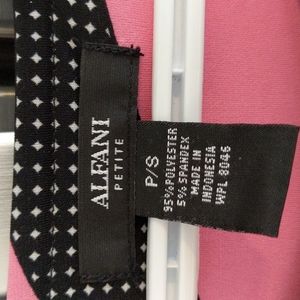 ALFANI
PETITE
P/S
95% POLYESTER
5% SPANDEX
MADE IN
INDONESIA
WPL 8046